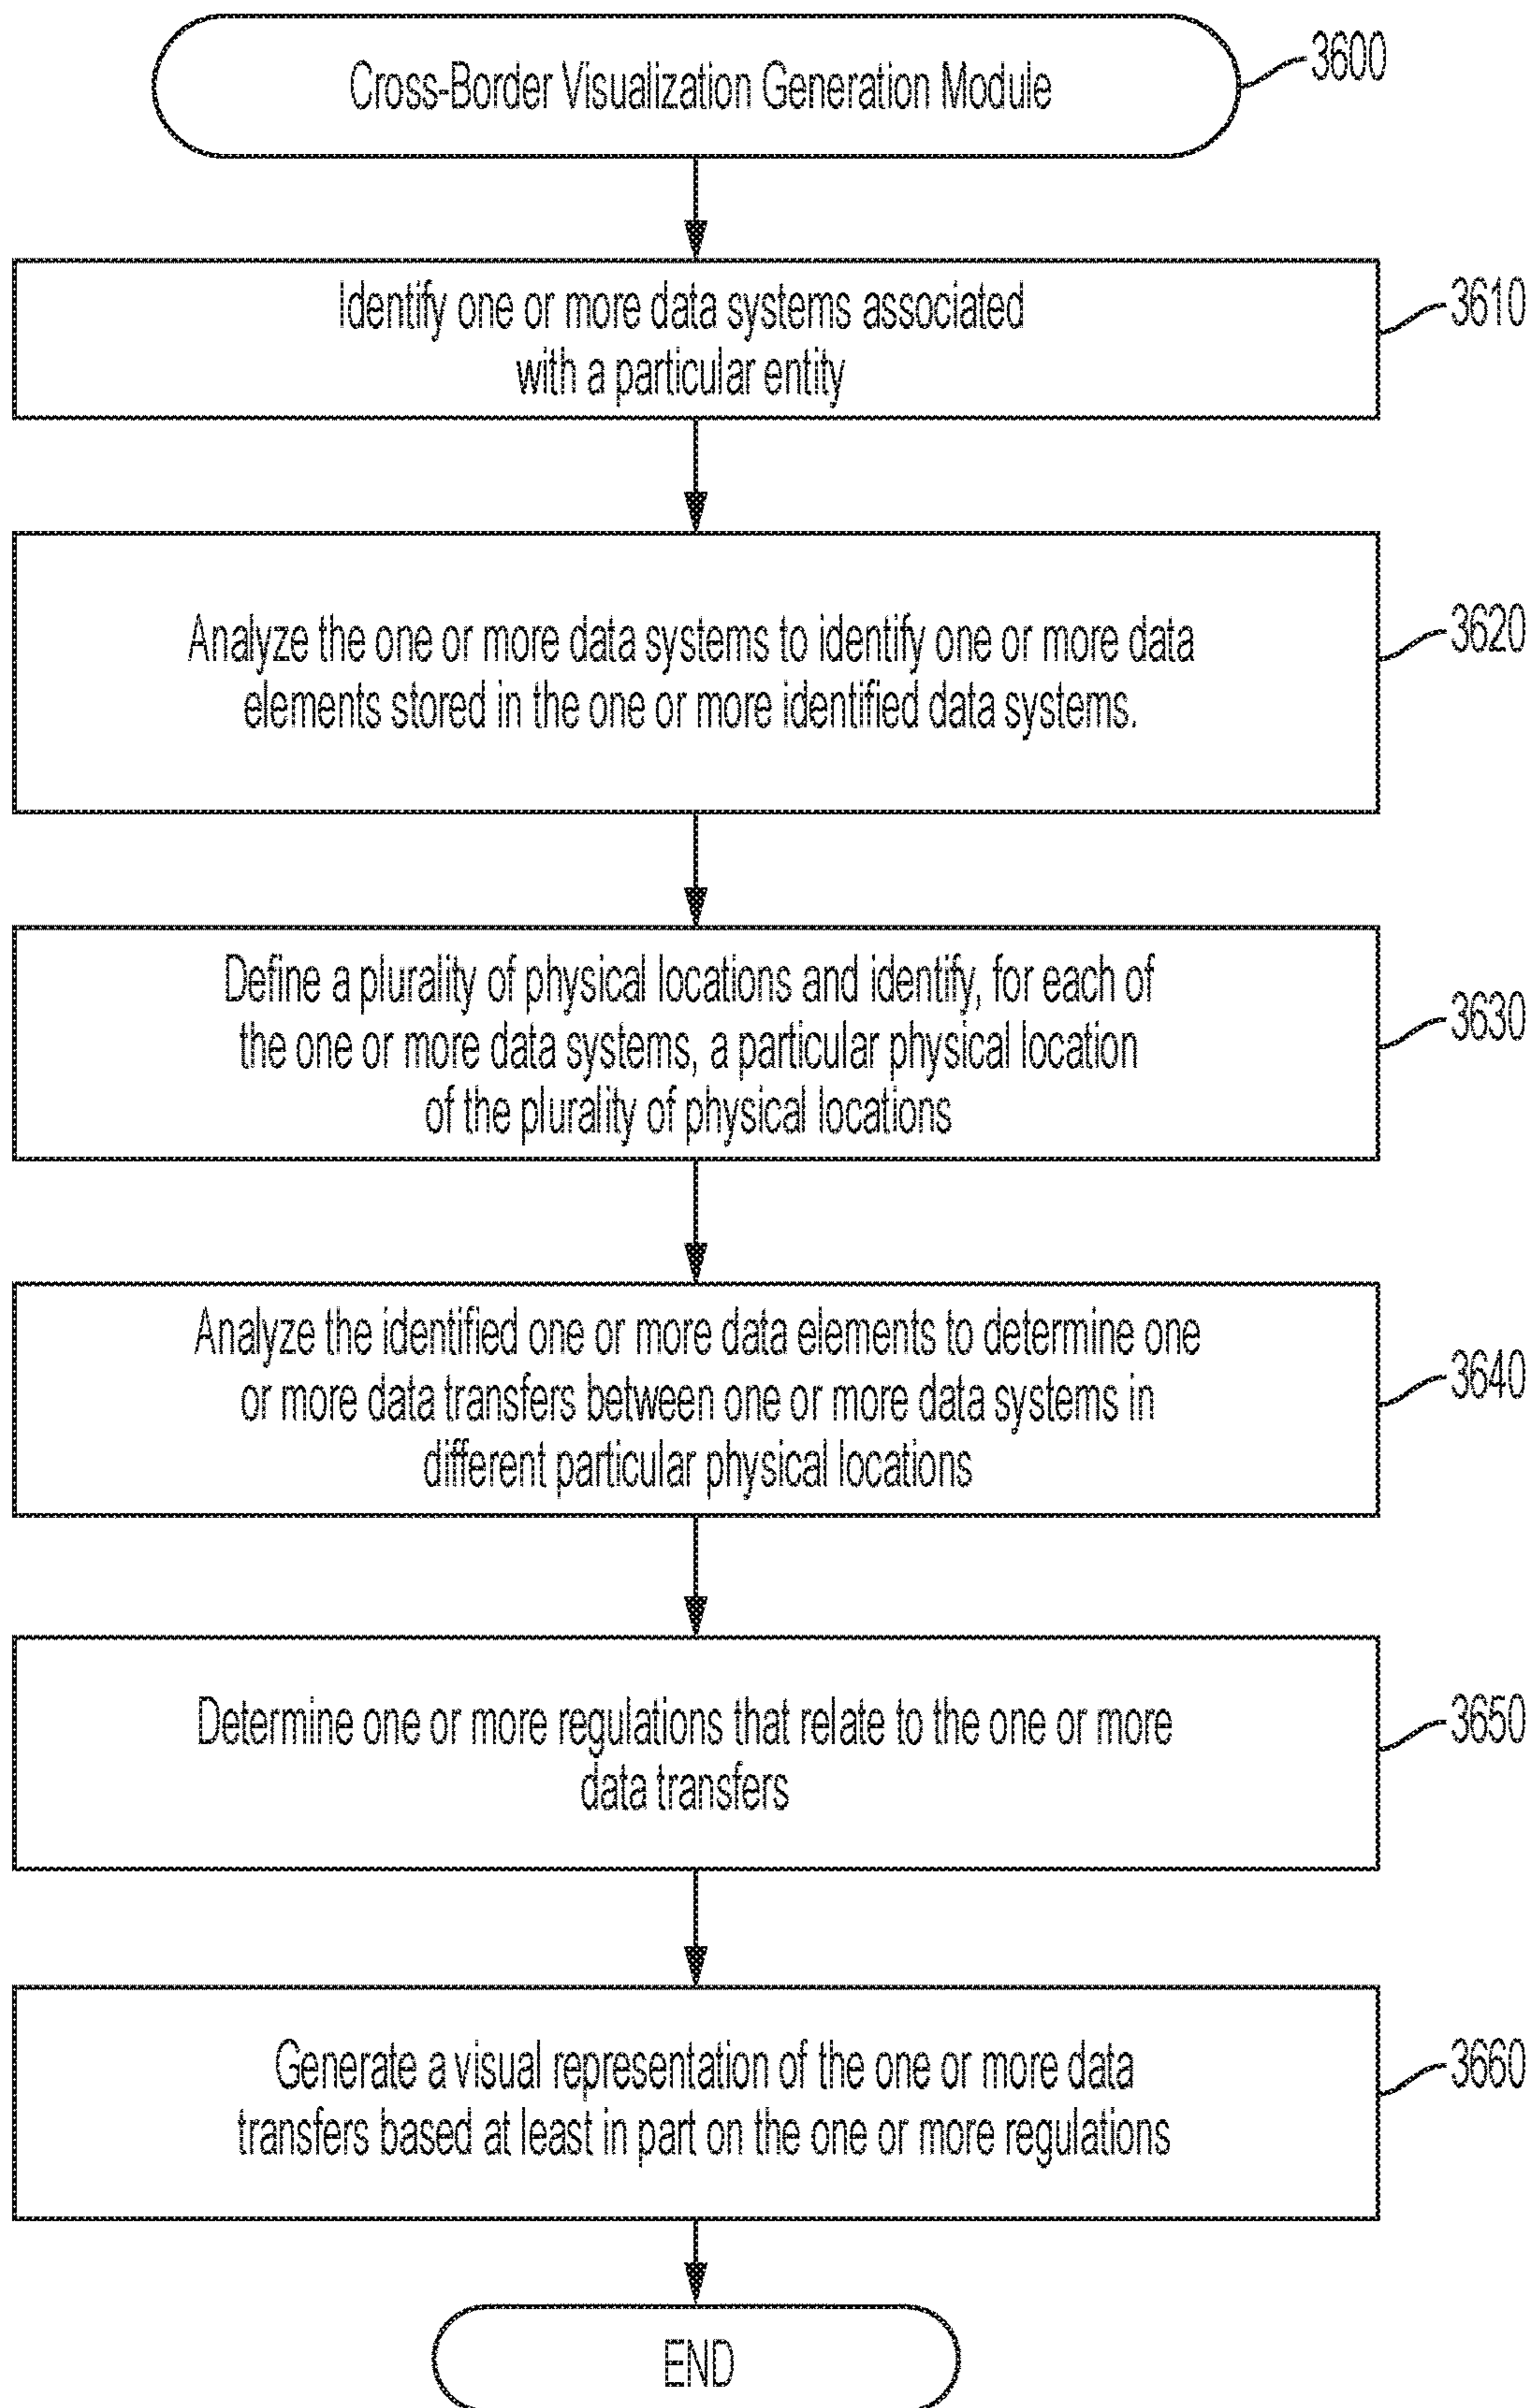 Cross-Border Visualization Generation Module
3600
Identify one or more data systems associated
with a particular entity
3610
Analyze the one or more data systems to identify one or more data
elements stored in the one or more identified data systems.
3620
Define a plurality of physical locations and identify, for each of
the one or more data systems, a particular physical location
of the plurality of physical locations
3630
Analyze the identified one or more data elements to determine one
or more data transfers between one or more data systems in
different particular physical locations
3640
Determine one or more regulations that relate to the one or more
data transfers
3650
Generate a visual representation of the one or more data
transfers based at least in part on the one or more regulations
3660
END